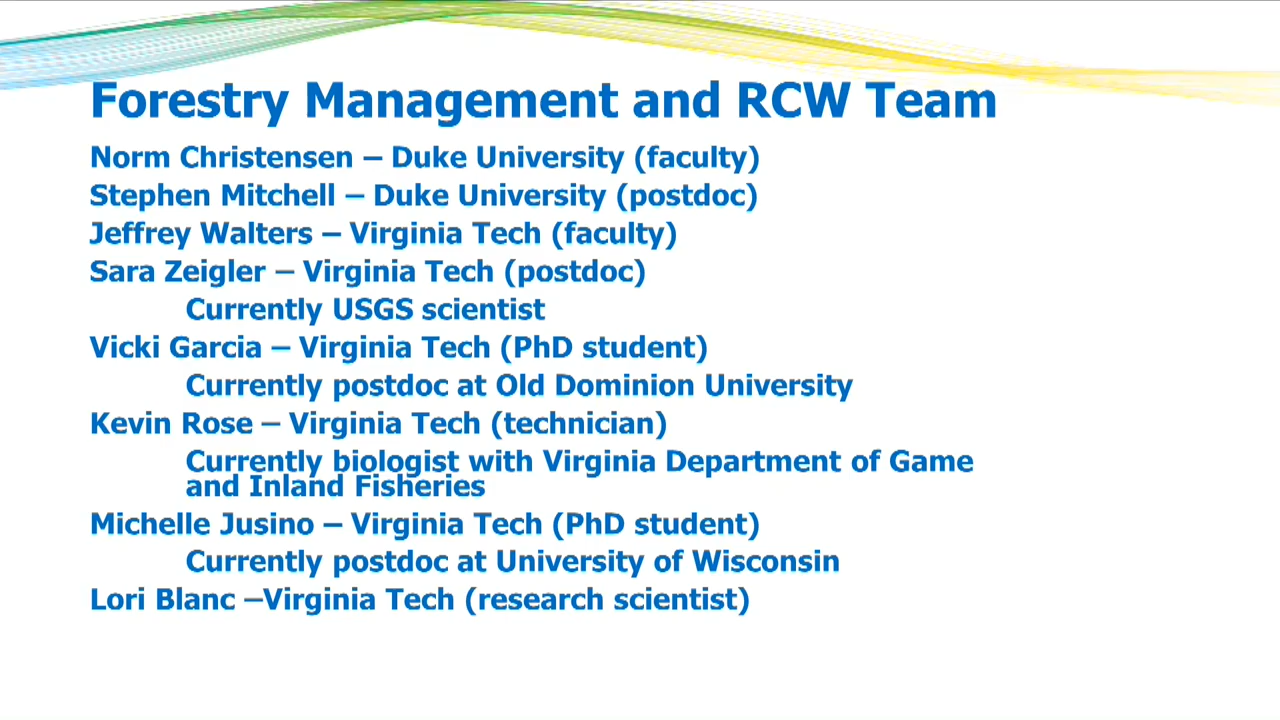 Forestry Management and RCW Team
Norm Christensen – Duke University (faculty)
Stephen Mitchell – Duke University (postdoc)
Jeffrey Walters – Virginia Tech (faculty)
Sara Zeigler – Virginia Tech (postdoc)
Currently USGS scientist
Vicki Garcia – Virginia Tech (PhD student)
Currently postdoc at Old Dominion University
Kevin Rose – Virginia Tech (technician)
Currently biologist with Virginia Department of Game
and Inland Fisheries
Michelle Jusino – Virginia Tech (PhD student)
Currently postdoc at University of Wisconsin
Lori Blanc –Virginia Tech (research scientist)